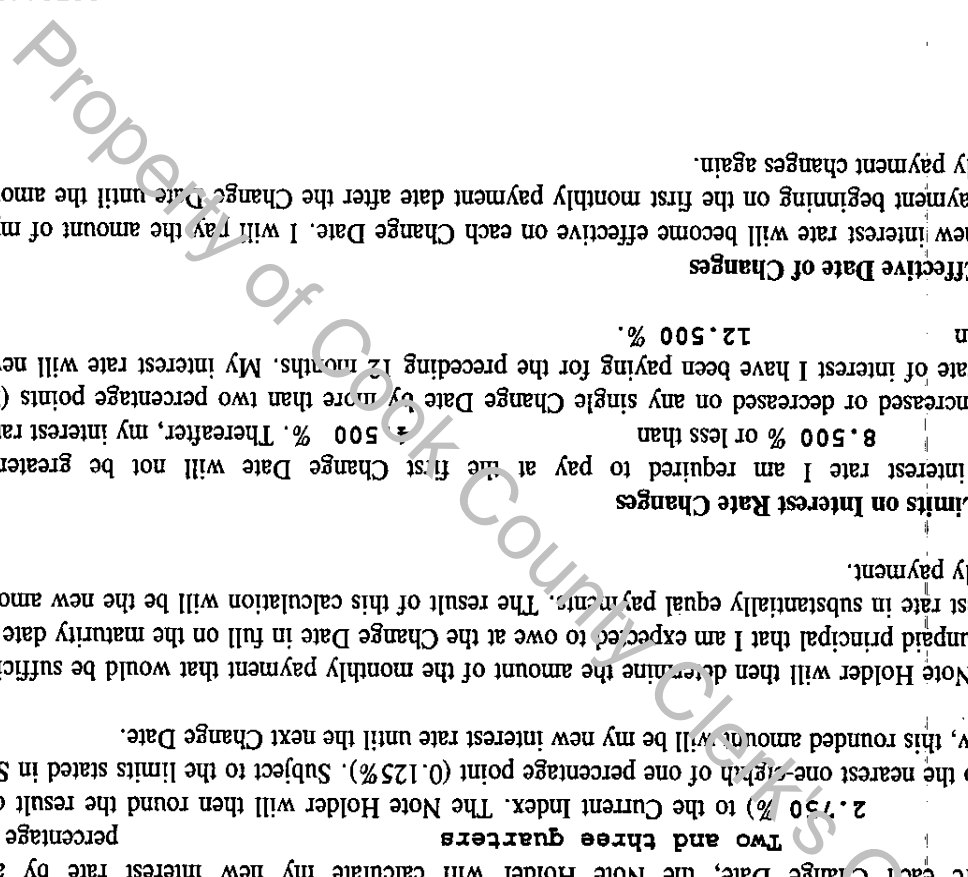 each Change Date, the Note Holder will calculate my new interest rate by
Two and three quarters percentage
2.750 %) to the Current Index. The Note Holder will then round the result
the nearest one-eighth of one percentage point (0.125%). Subject to the limits stated in S
, this rounded amount will be my new interest rate until the next Change Date.
Note Holder will then determine the amount of the monthly payment that would be suffici
unpaid principal that I am expected to owe at the Change Date in full on the maturity date
st rate in substantially equal payments. The result of this calculation will be the new amo
ly payment.
Limits on Interest Rate Changes
interest rate I am required to pay at the first Change Date will not be greater
8.500 % or less than .500 %. Thereafter, my interest ra
ncreased or decreased on any single Change Date by more than two percentage points (
ate of interest I have been paying for the preceding 12 months. My interest rate will ne
n 12.500 %.
Effective Date of Changes
new interest rate will become effective on each Change Date. I will pay the amount of m
ayment beginning on the first monthly payment date after the Change Date until the amo
ly payment changes again.
Property of Cook County Clerk's